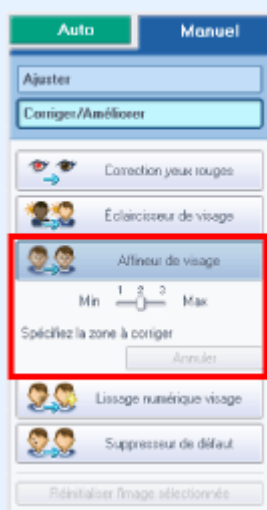 Auto Manuel
Ajuster
Corriger/Améliorer
Correction yeux rouges
Éclaircisseur de visage
Affineur de visage
1 2 3
Min Max
Spécifiez la zone à corriger
Annuler
Lissage numérique visage
Suppresseur de défaut
Réinitialiser l'image sélectionnée